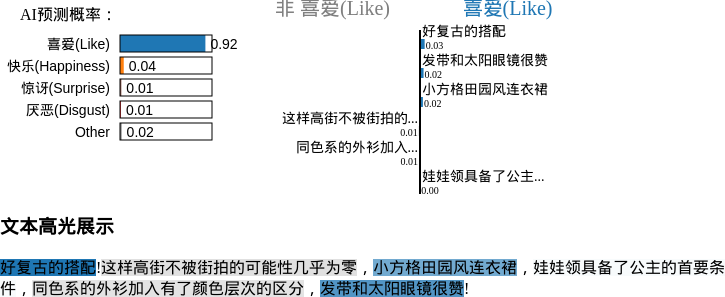 AI预测概率：
喜爱(Like) 0.92
快乐(Happiness) 0.04
惊讶(Surprise) 0.01
厌恶(Disgust) 0.01
Other 0.02
非 喜爱(Like) 喜爱(Like)
好复古的搭配
0.03
发带和太阳眼镜很赞
0.02
小方格田园风连衣裙
0.02
这样高街不被街拍的...
0.01
同色系的外衫加入...
0.01
娃娃领具备了公主...
0.00
文本高光展示
好复古的搭配!这样高街不被街拍的可能性几乎为零，小方格田园风连衣裙，娃娃领具备了公主的首要条
件，同色系的外衫加入有了颜色层次的区分，发带和太阳眼镜很赞!